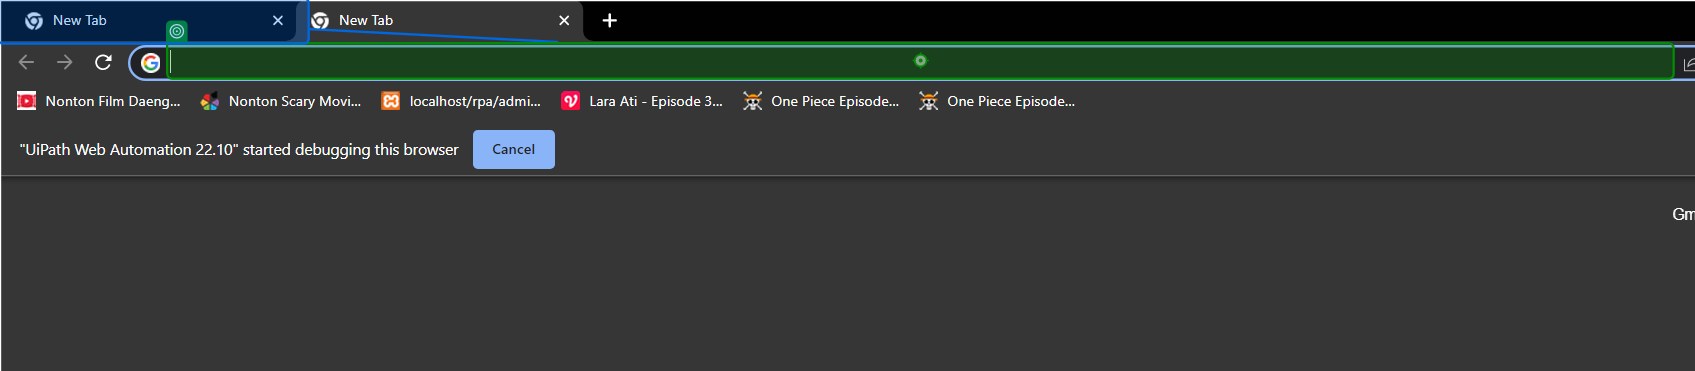 New Tab New Tab
Nonton Film Daeng... Nonton Scary Movi... localhost/rpa/admi... Lara Ati - Episode 3... One Piece Episode... One Piece Episode...
"UiPath Web Automation 22.10" started debugging this browser Cancel
Gm